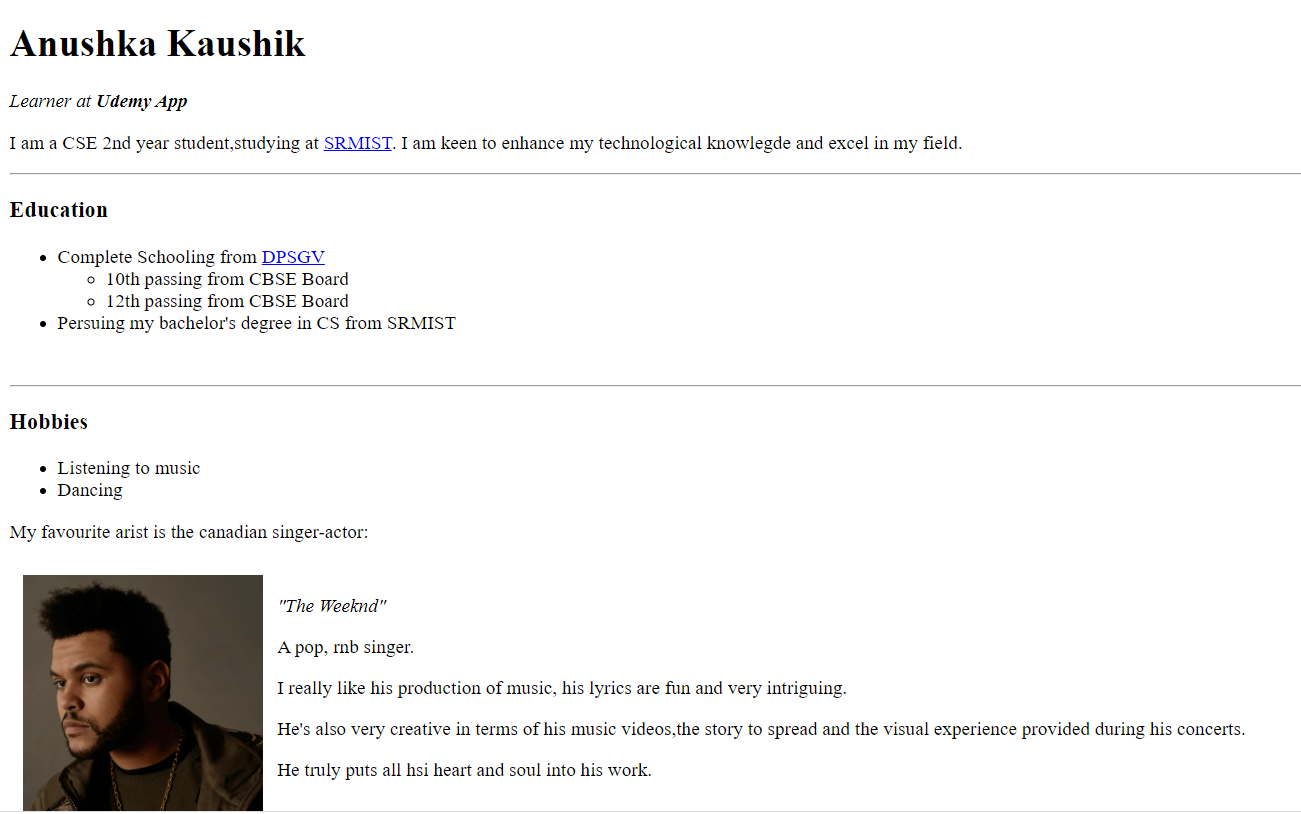 Anushka Kaushik
Learner at Udemy App
I am a CSE 2nd year student,studying at SRMIST. I am keen to enhance my technological knowlegde and excel in my field.
Education
Complete Schooling from DPSGV
10th passing from CBSE Board
12th passing from CBSE Board
Persuing my bachelor's degree in CS from SRMIST
Hobbies
Listening to music
Dancing
My favourite arist is the canadian singer-actor:
"The Weeknd"
A pop, rnb singer.
I really like his production of music, his lyrics are fun and very intriguing.
He's also very creative in terms of his music videos,the story to spread and the visual experience provided during his concerts.
He truly puts all hsi heart and soul into his work.